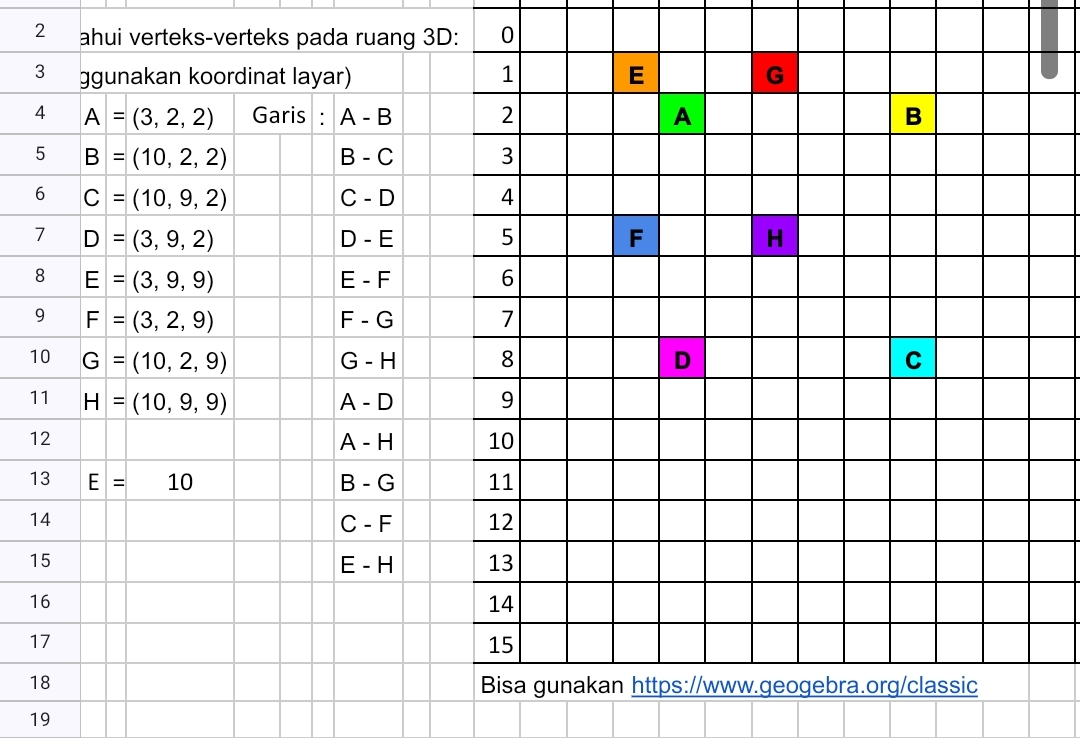 2 ahui verteks-verteks pada ruang 3D: 0
3 ggunakan koordinat layar) 1 E G
4 A = (3, 2, 2) Garis : A - B 2 A B
5 B = (10, 2, 2) B - C 3
6 C = (10, 9, 2) C - D 4
7 D = (3, 9, 2) D - E 5 F H
8 E = (3, 9, 9) E - F 6
9 F = (3, 2, 9) F - G 7
10 G = (10, 2, 9) G - H 8 D C
11 H = (10, 9, 9) A - D 9
12 A - H 10
13 E = 10 B - G 11
14 C - F 12
15 E - H 13
16 14
17 15
18 Bisa gunakan https://www.geogebra.org/classic
19